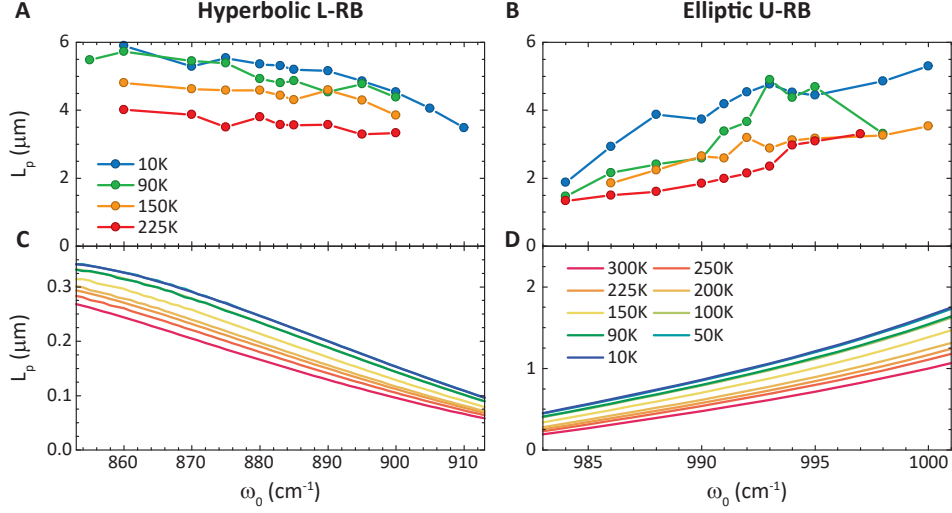 A Hyperbolic L-RB
B Elliptic U-RB
6
4
2
0
Lp (μm)
10K
90K
150K
225K
6
4
2
0
C
0.3
0.2
0.1
0.0
Lp (μm)
860 870 880 890 900 910
ω0 (cm-1)
D
2
1
0
300K 250K
225K 200K
150K 100K
90K 50K
10K
985 990 995 1000
ω0 (cm-1)